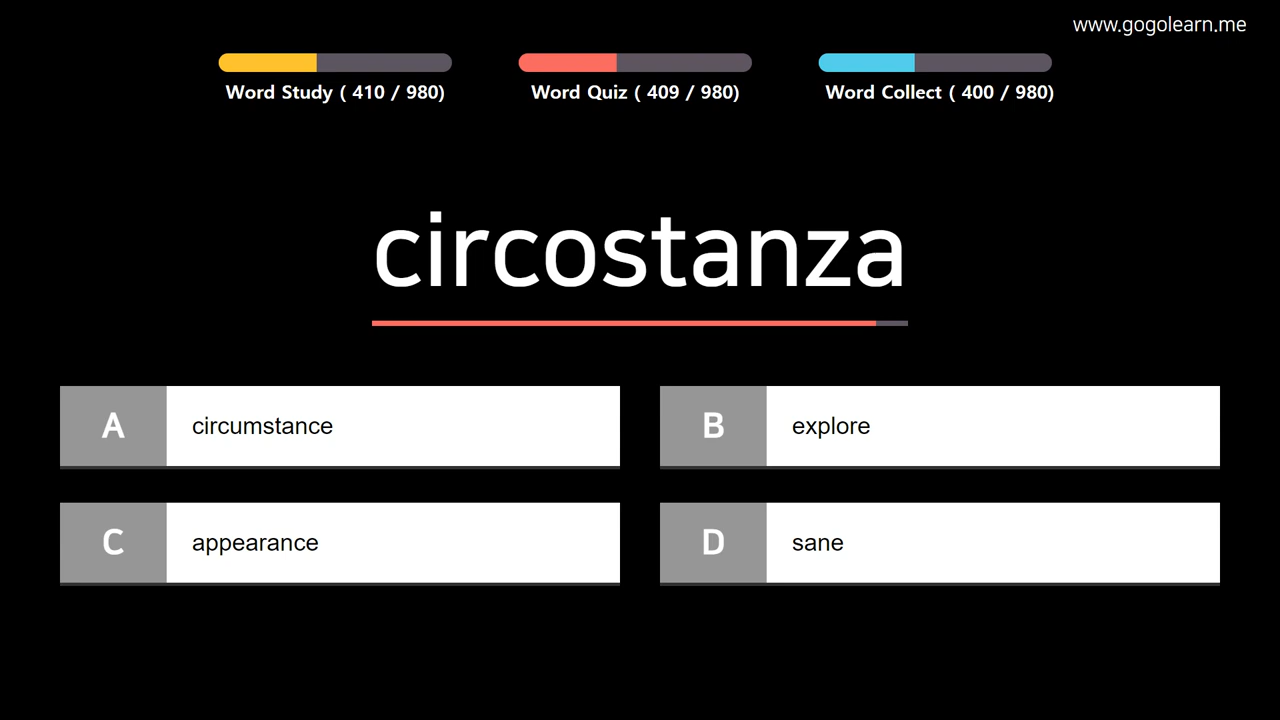 www.gogolearn.me
Word Study ( 410 / 980)
Word Quiz ( 409 / 980)
Word Collect ( 400 / 980)
circostanza
A circumstance
B explore
C appearance
D sane